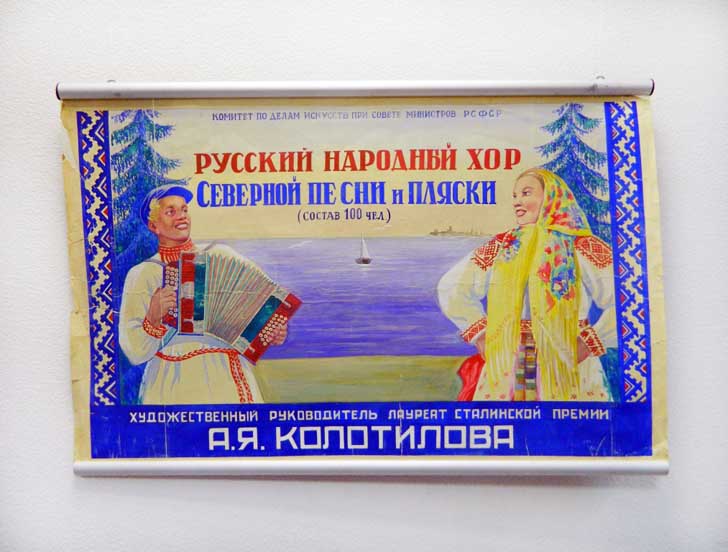 КОМИТЕТ ПО ДЕЛАМ ИСКУССТВ ПРИ СОВЕТЕ МИНИСТРОВ РСФСР
РУССКИЙ НАРОДНЫЙ ХОР
СЕВЕРНОЙ ПЕСНИ и ПЛЯСКИ
(СОСТАВ 100 ЧЕЛ.)
ХУДОЖЕСТВЕННЫЙ РУКОВОДИТЕЛЬ ЛАУРЕАТ СТАЛИНСКОЙ ПРЕМИИ
А.Я. КОЛОТИЛОВА